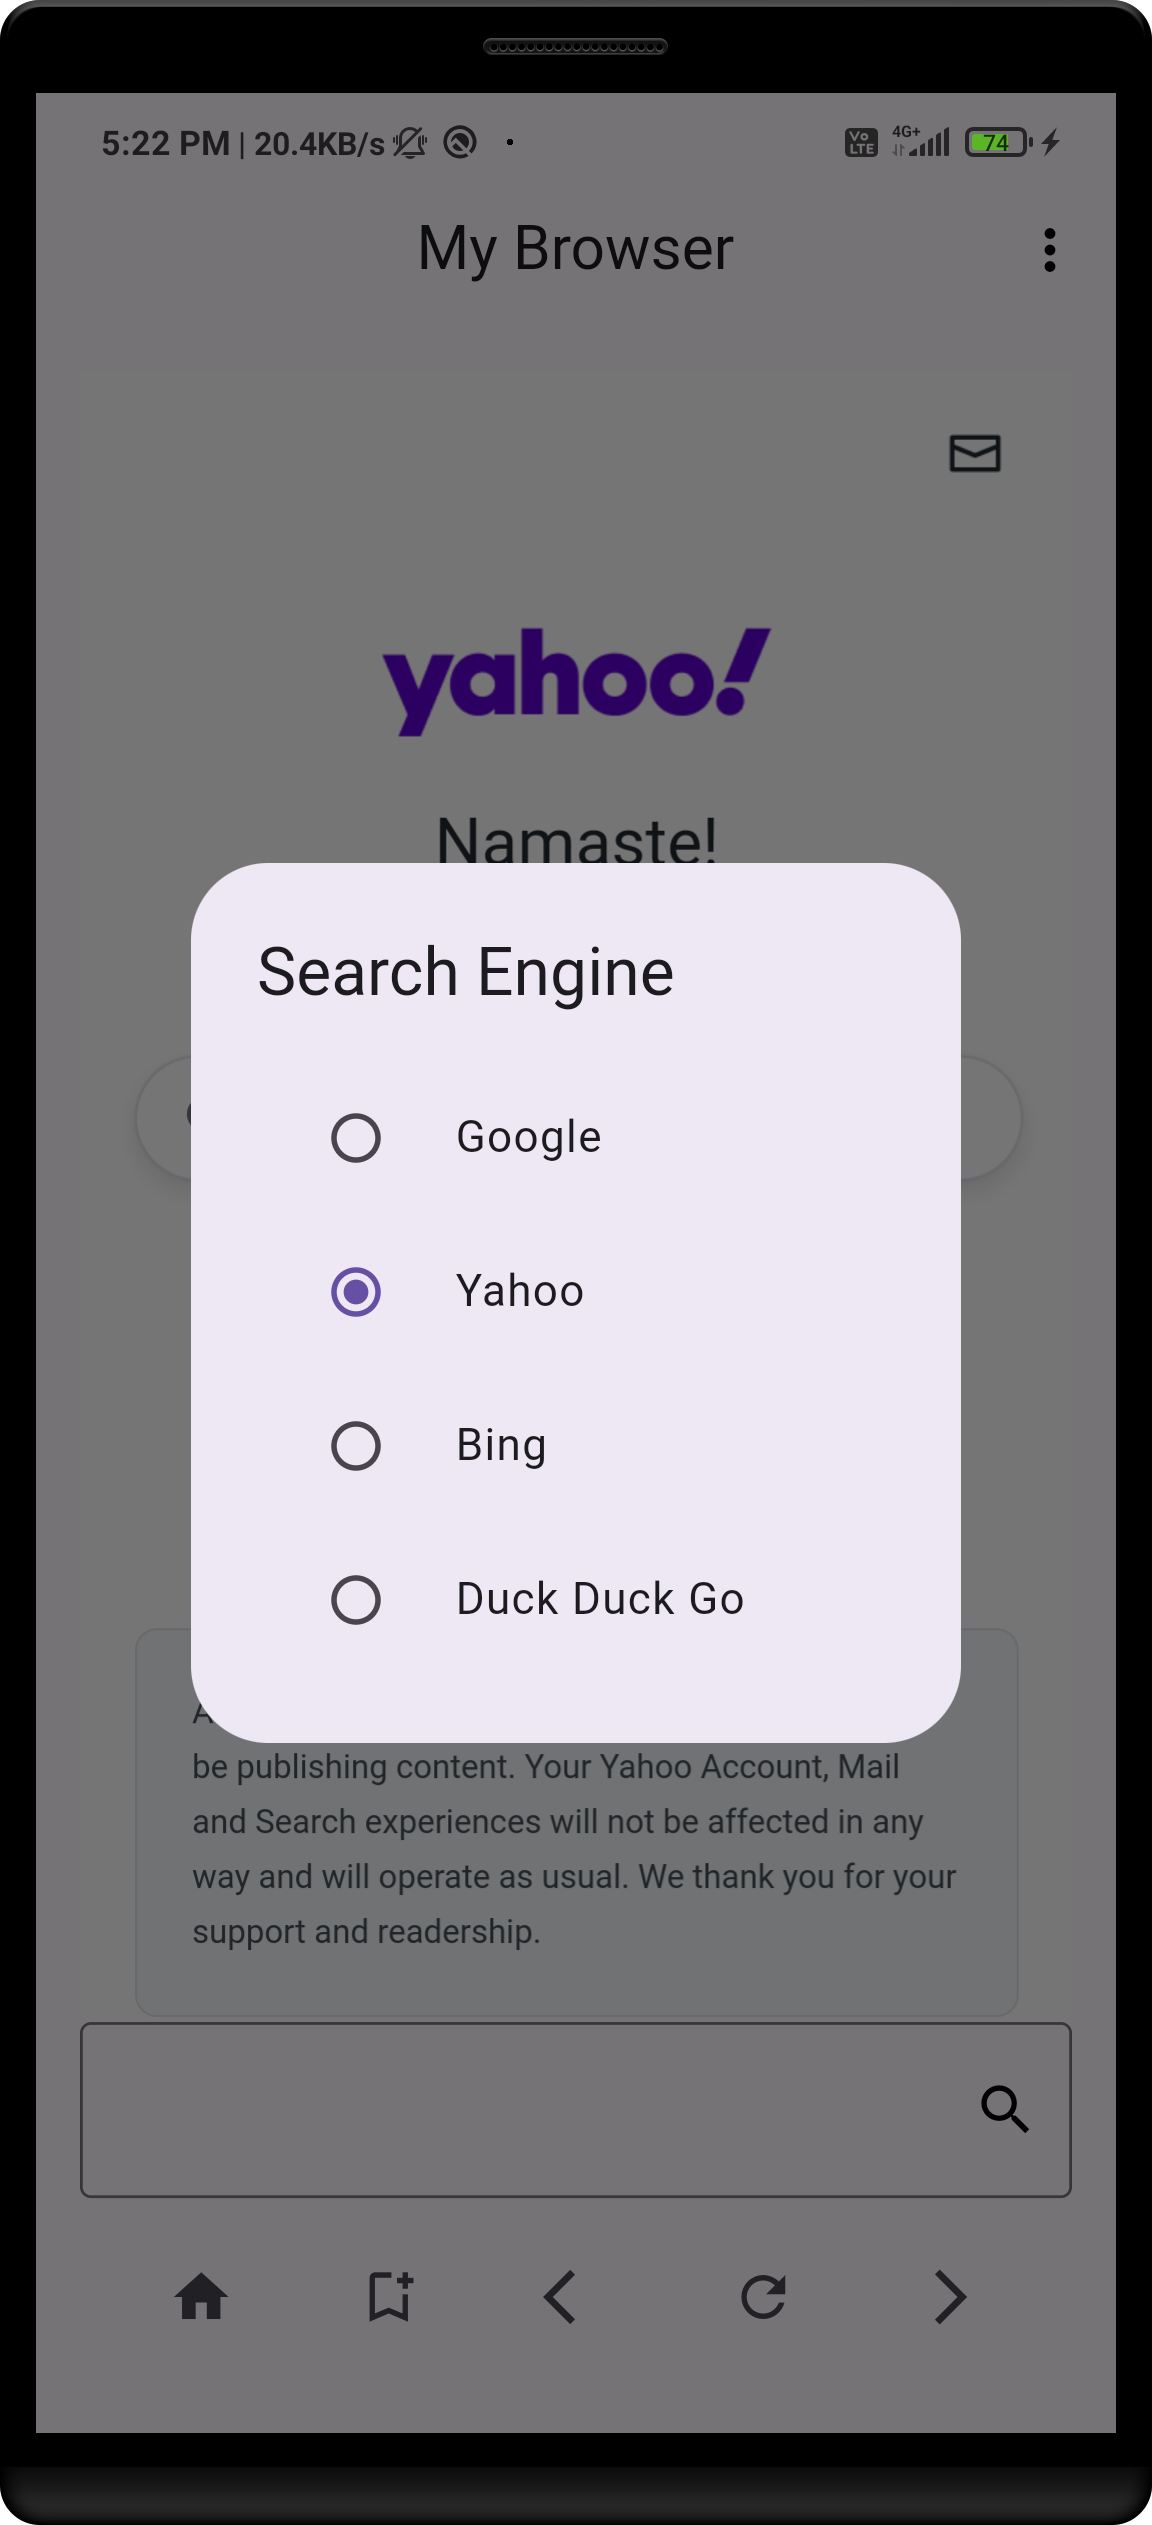 5:22 PM | 20.4KB/s Vo LTE 4G+ 74
My Browser
yahoo!
Namaste!
Search Engine
Google
Yahoo
Bing
Duck Duck Go
be publishing content. Your Yahoo Account, Mail
and Search experiences will not be affected in any
way and will operate as usual. We thank you for your
support and readership.